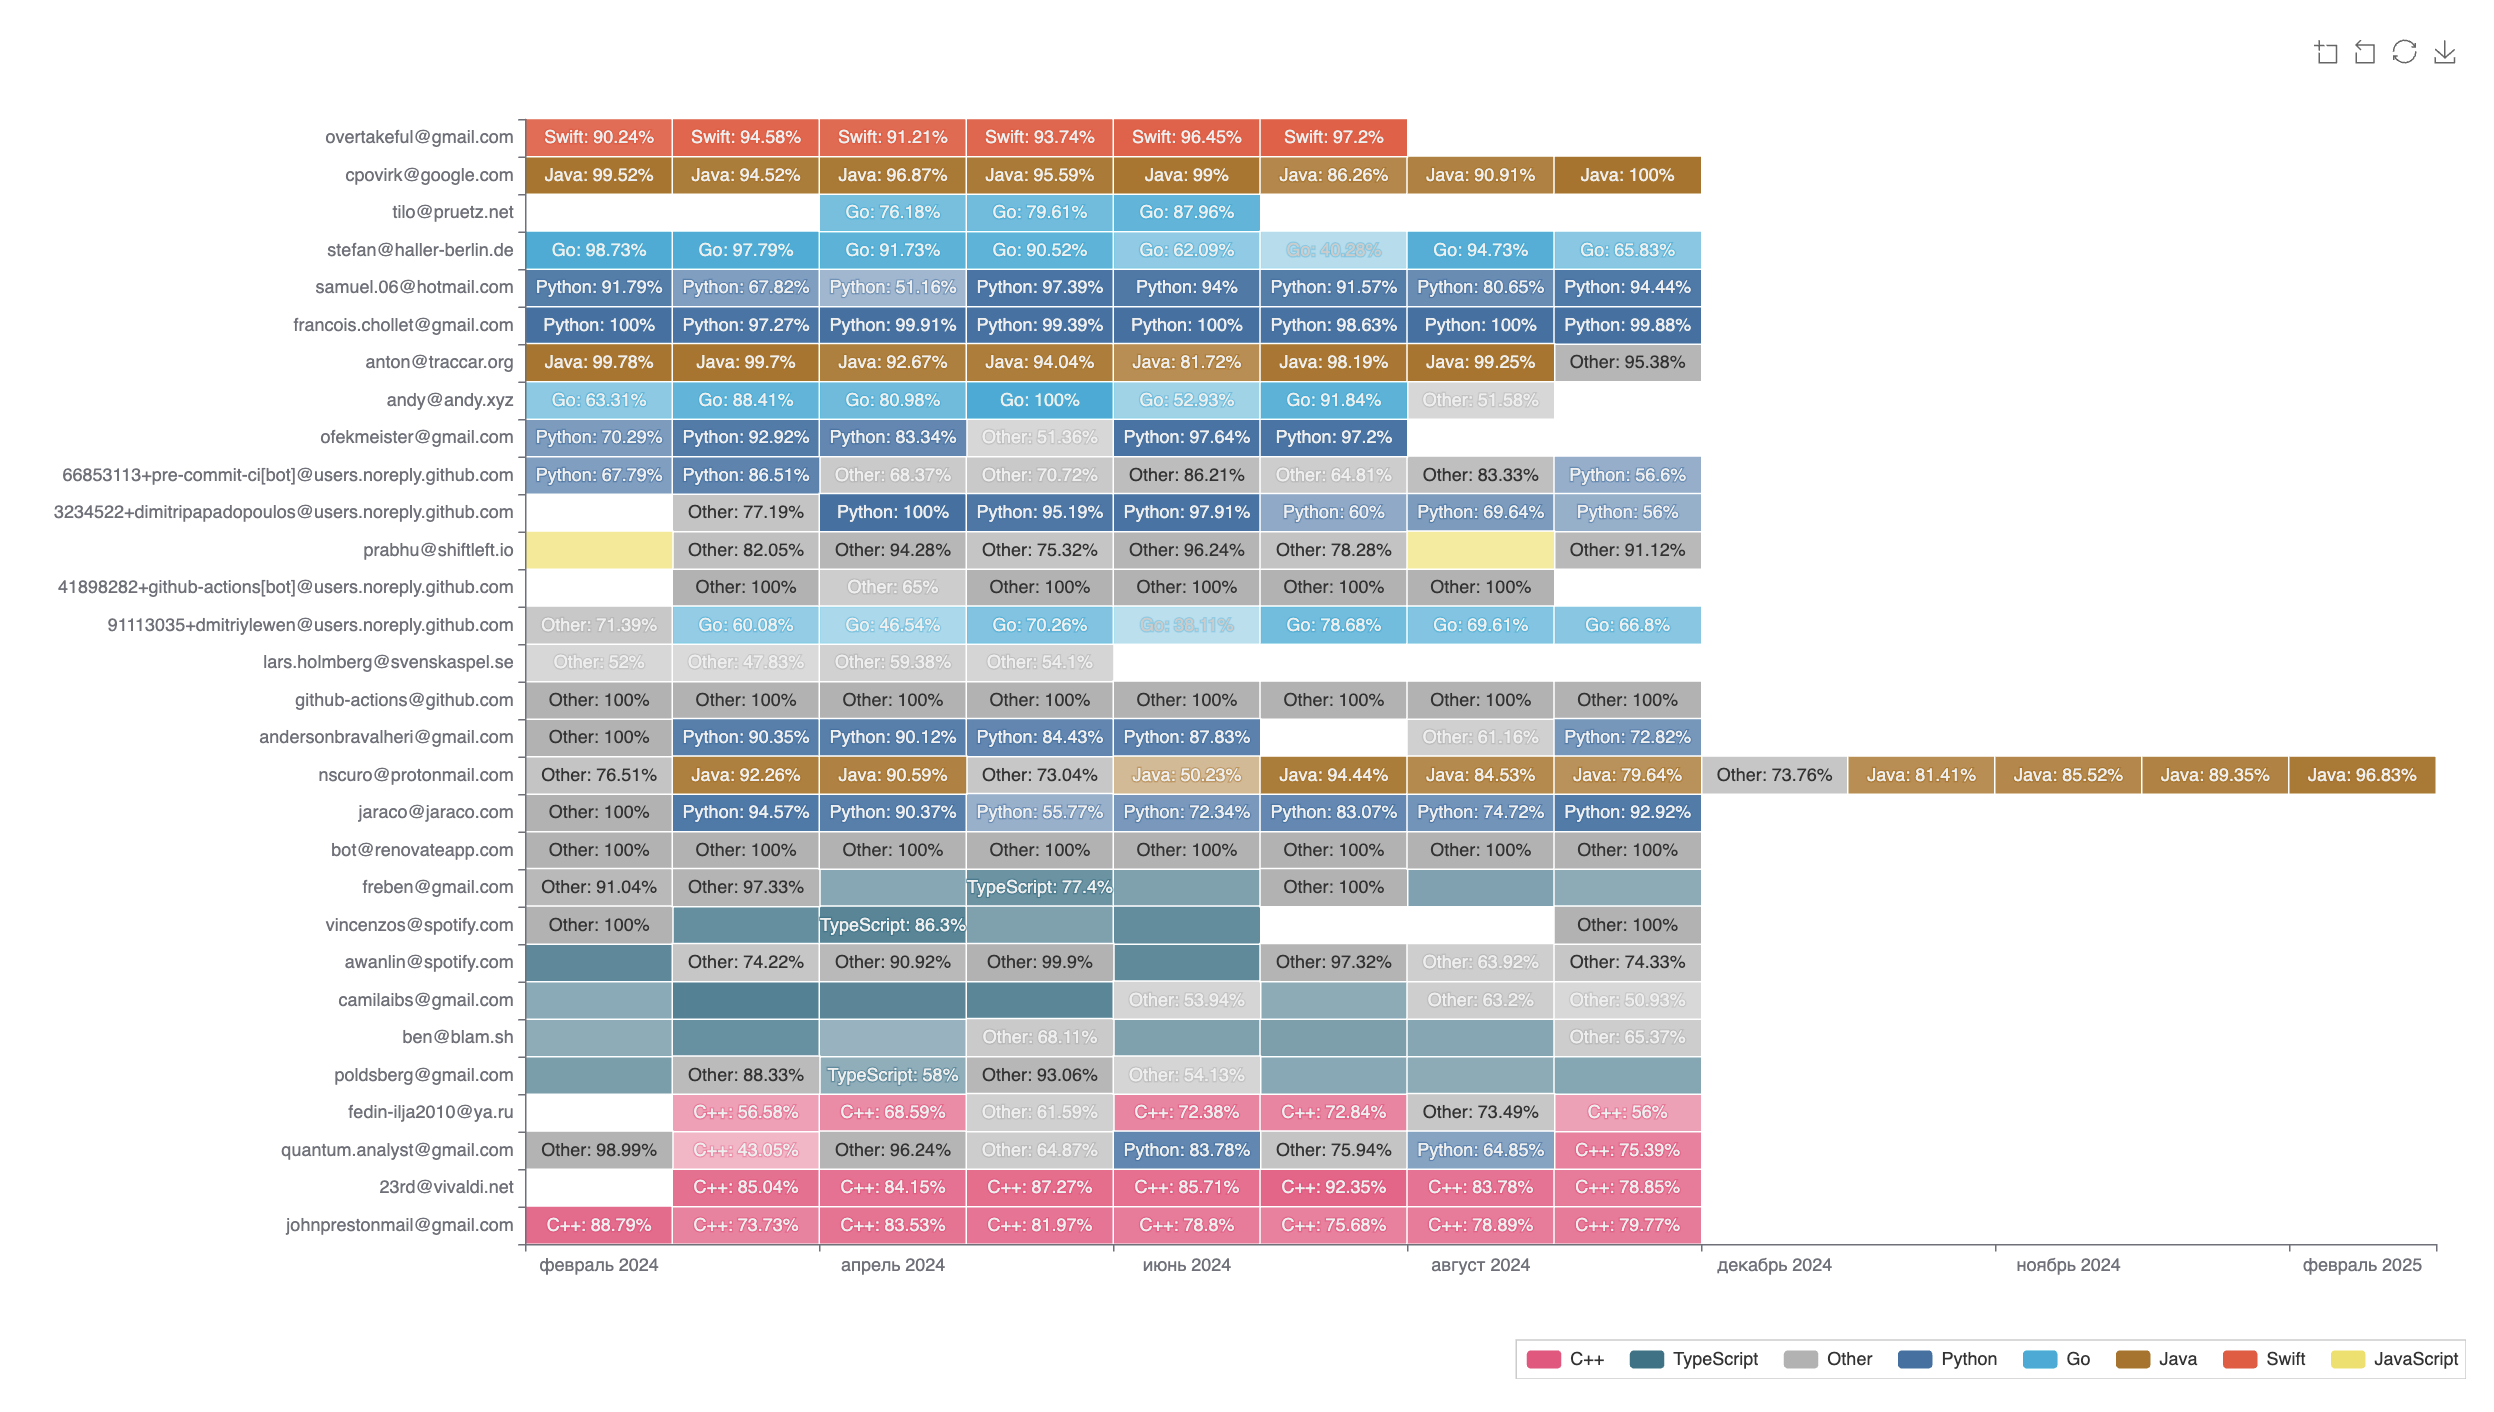 overtakeful@gmail.com Swift: 90.24% Swift: 94.58% Swift: 91.21% Swift: 93.74% Swift: 96.45% Swift: 97.2%
cpovirk@google.com Java: 99.52% Java: 94.52% Java: 96.87% Java: 95.59% Java: 99% Java: 86.26% Java: 90.91% Java: 100%
tilo@pruetz.net Go: 76.18% Go: 79.61% Go: 87.96%
stefan@haller-berlin.de Go: 98.73% Go: 97.79% Go: 91.73% Go: 90.52% Go: 62.09% Go: 40.28% Go: 94.73% Go: 65.83%
samuel.06@hotmail.com Python: 91.79% Python: 67.82% Python: 51.16% Python: 97.39% Python: 94% Python: 91.57% Python: 80.65% Python: 94.44%
francois.chollet@gmail.com Python: 100% Python: 97.27% Python: 99.91% Python: 99.39% Python: 100% Python: 98.63% Python: 100% Python: 99.88%
anton@traccar.org Java: 99.78% Java: 99.7% Java: 92.67% Java: 94.04% Java: 81.72% Java: 98.19% Java: 99.25% Other: 95.38%
andy@andy.xyz Go: 63.31% Go: 88.41% Go: 80.98% Go: 100% Go: 52.93% Go: 91.84% Other: 51.58%
ofekmeister@gmail.com Python: 70.29% Python: 92.92% Python: 83.34% Other: 51.36% Python: 97.64% Python: 97.2%
66853113+pre-commit-ci[bot]@users.noreply.github.com Python: 67.79% Python: 86.51% Other: 68.37% Other: 70.72% Other: 86.21% Other: 64.81% Other: 83.33% Python: 56.6%
3234522+dimitripapadopoulos@users.noreply.github.com Other: 77.19% Python: 100% Python: 95.19% Python: 97.91% Python: 60% Python: 69.64% Python: 56%
prabhu@shiftleft.io Other: 82.05% Other: 94.28% Other: 75.32% Other: 96.24% Other: 78.28% Other: 91.12%
41898282+github-actions[bot]@users.noreply.github.com Other: 100% Other: 65% Other: 100% Other: 100% Other: 100% Other: 100%
91113035+dmitriylewen@users.noreply.github.com Other: 71.39% Go: 60.08% Go: 46.54% Go: 70.26% Go: Go: 78.68% Go: 69.61% Go: 66.8%
lars.holmberg@svenskaspel.se Other: 52% Other: 47.83% Other: 59.38% Other: 54.1%
github-actions@github.com Other: 100% Other: 100% Other: 100% Other: 100% Other: 100% Other: 100% Other: 100% Other: 100%
andersonbravalheri@gmail.com Other: 100% Python: 90.35% Python: 90.12% Python: 84.43% Python: 87.83% Other: 61.16% Python: 72.82%
nscuro@protonmail.com Other: 76.51% Java: 92.26% Java: 90.59% Other: 73.04% Java: 50.23% Java: 94.44% Java: 84.53% Java: 79.64% Other: 73.76% Java: 81.41% Java: 85.52% Java: 89.35% Java: 96.83%
jaraco@jaraco.com Other: 100% Python: 94.57% Python: 90.37% Python: 55.77% Python: 72.34% Python: 83.07% Python: 74.72% Python: 92.92%
bot@renovateapp.com Other: 100% Other: 100% Other: 100% Other: 100% Other: 100% Other: 100% Other: 100% Other: 100%
freben@gmail.com Other: 91.04% Other: 97.33% TypeScript: 77.4% Other: 100%
vincenzos@spotify.com Other: 100% TypeScript: 86.3% Other: 100%
awanlin@spotify.com Other: 74.22% Other: 90.92% Other: 99.9% Other: 97.32% Other: 63.92% Other: 74.33%
camilaibs@gmail.com Other: 53.94% Other: 63.2% Other: 50.93%
ben@blam.sh Other: 68.11% Other: 65.37%
poldsberg@gmail.com Other: 88.33% TypeScript: 58% Other: 93.06% Other: 54.13%
fedin-ilja2010@ya.ru C++: 56.58% C++: 68.59% Other: 61.59% C++: 72.38% C++: 72.84% Other: 73.49% C++: 56%
quantum.analyst@gmail.com Other: 98.99% C++: 43.05% Other: 96.24% Other: 64.87% Python: 83.78% Other: 75.94% Python: 64.85% C++: 75.39%
23rd@vivaldi.net C++: 85.04% C++: 84.15% C++: 87.27% C++: 85.71% C++: 92.35% C++: 83.78% C++: 78.85%
johnprestonmail@gmail.com C++: 88.79% C++: 73.73% C++: 83.53% C++: 81.97% C++: 78.8% C++: 75.68% C++: 78.89% C++: 79.77%
февраль 2024 апрель 2024 июнь 2024 август 2024 декабрь 2024 ноябрь 2024 февраль 2025
C++ TypeScript Other Python Go Java Swift JavaScript